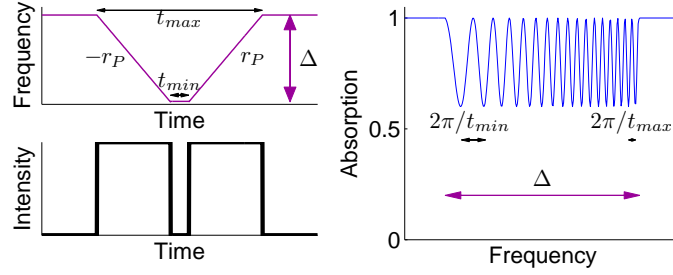 Frequency
t_max
−r_P
r_P
t_min
Δ
Time
Intensity
Time
Absorption
1
0.5
0
2π/t_min
2π/t_max
Δ
Frequency